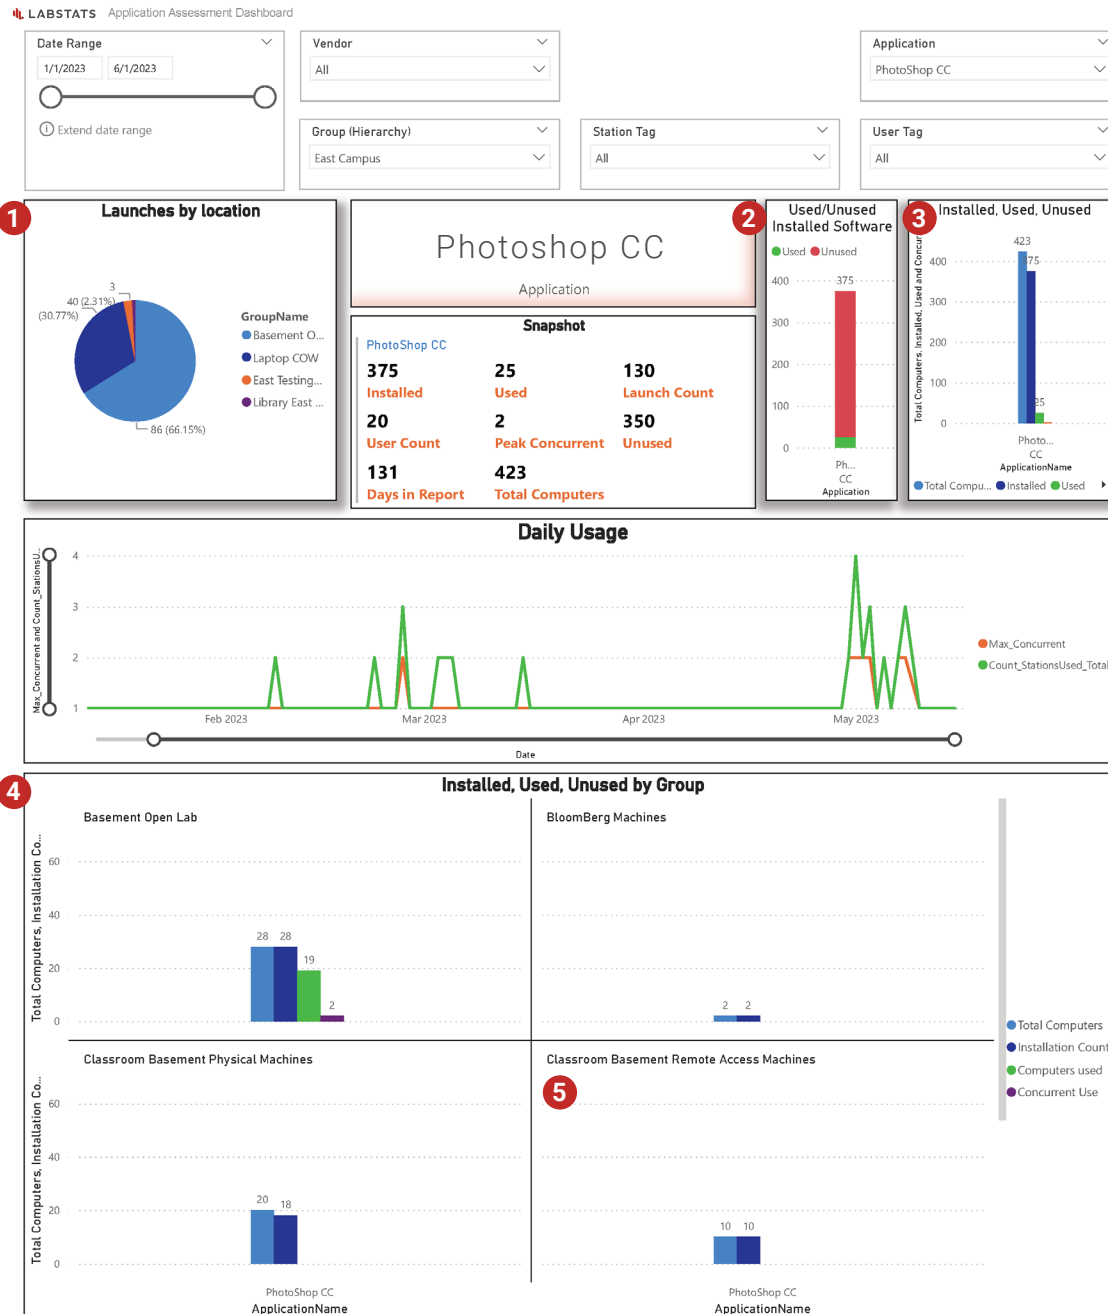 LABSTATS Application Assessment Dashboard
Date Range
1/1/2023 6/1/2023
Extend date range
Vendor
All
Application
PhotoShop CC
Group (Hierarchy)
East Campus
Station Tag
All
User Tag
All
1
Launches by location
3
40 (2.31%)
(30.77%)
86 (66.15%)
GroupName
Basement O...
Laptop COW
East Testing...
Library East ...
Photoshop CC
Application
Snapshot
PhotoShop CC
375 25 130
Installed Used Launch Count
20 2 350
User Count Peak Concurrent Unused
131 423
Days in Report Total Computers
2
Used/Unused
Installed Software
Used Unused
400
375
300
200
100
0
Ph...
CC
Application
3
Installed, Used, Unused
Total Computers, Installed, Used and Concur
423
400
375
300
200
100
25
0
Photo...
CC
ApplicationName
Total Compu... Installed Used
Daily Usage
Max_Concurrent and Count_StationsU...
4
3
2
1
Feb 2023 Mar 2023 Apr 2023 May 2023
Date
Max_Concurrent
Count_StationsUsed_Total
4
Installed, Used, Unused by Group
Basement Open Lab
BloomBerg Machines
Total Computers, Installation Co...
60
40
20
0
28 28 19 2
2 2
Classroom Basement Physical Machines
Classroom Basement Remote Access Machines
5
Total Computers, Installation Co...
60
40
20
0
20 18
10 10
PhotoShop CC
ApplicationName
PhotoShop CC
ApplicationName
Total Computers
Installation Count
Computers used
Concurrent Use